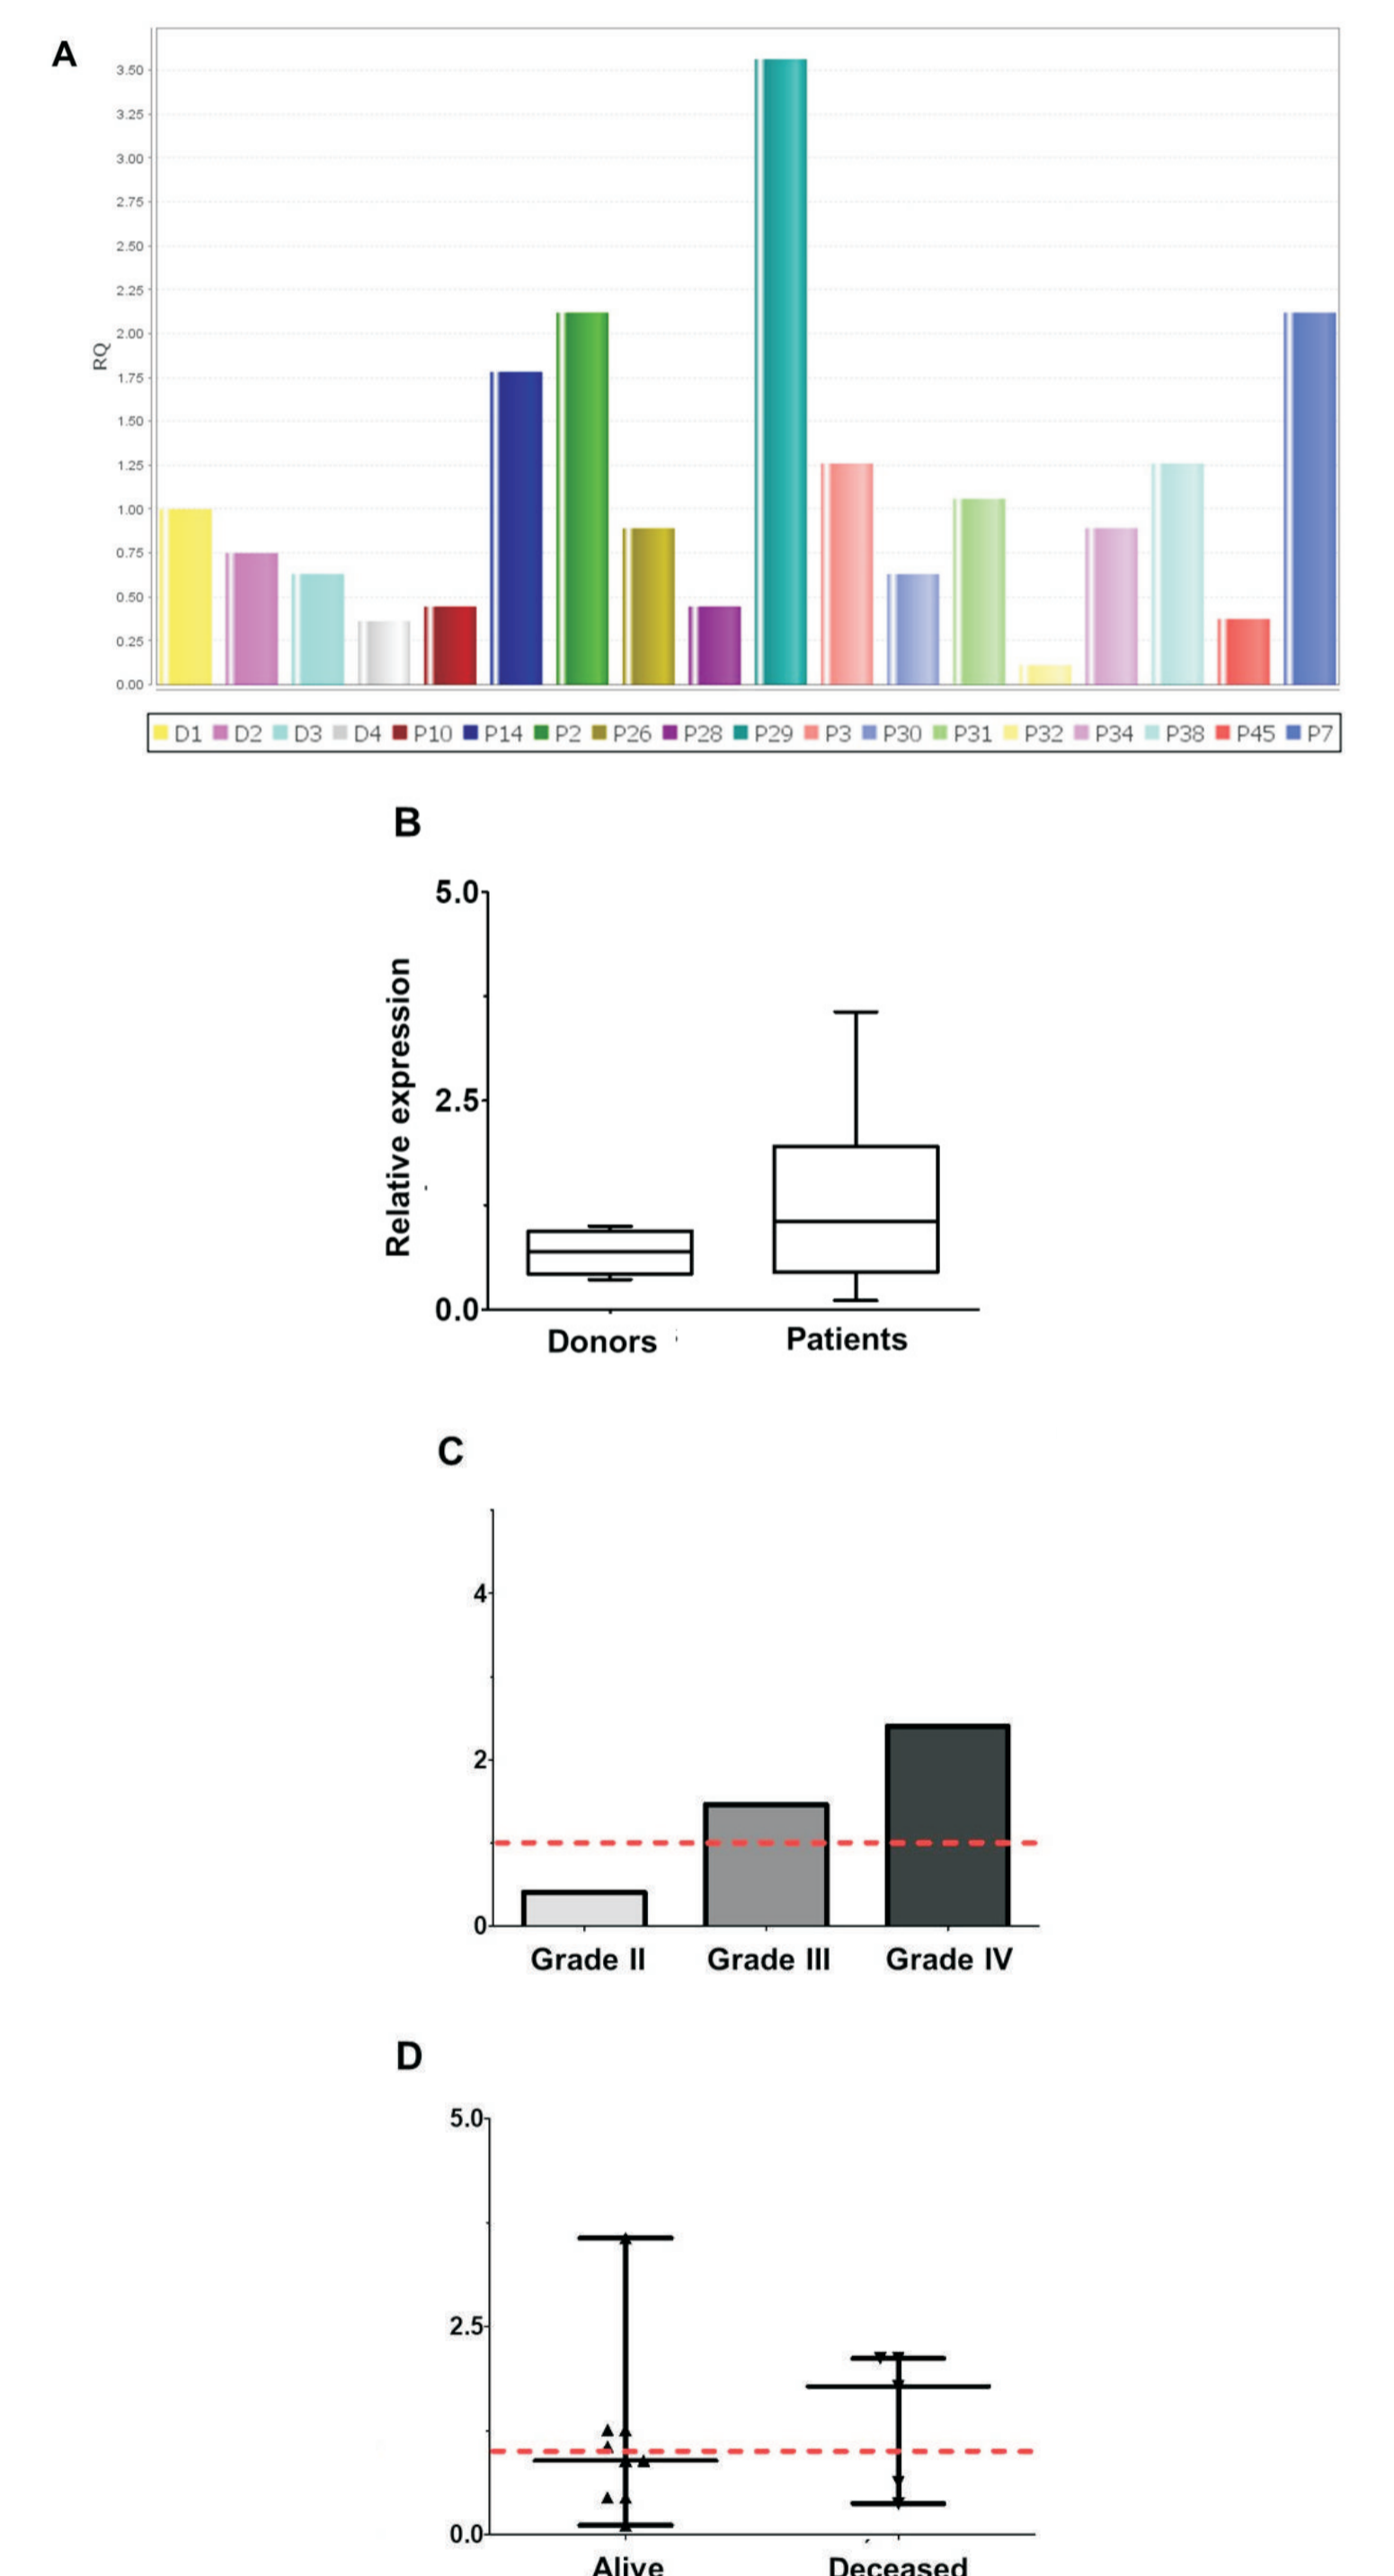 A
3.50
3.25
3.00
2.75
2.50
2.25
2.00
1.75
1.50
1.25
1.00
0.75
0.50
0.25
0.00
RQ
D1 D2 D3 D4 P10 P14 P2 P26 P28 P29 P3 P30 P31 P32 P34 P38 P45 P7
B
5.0
2.5
0.0
Relative expression
Donors Patients
C
4
2
0
Grade II Grade III Grade IV
D
5.0
2.5
0.0
Alive Deceased